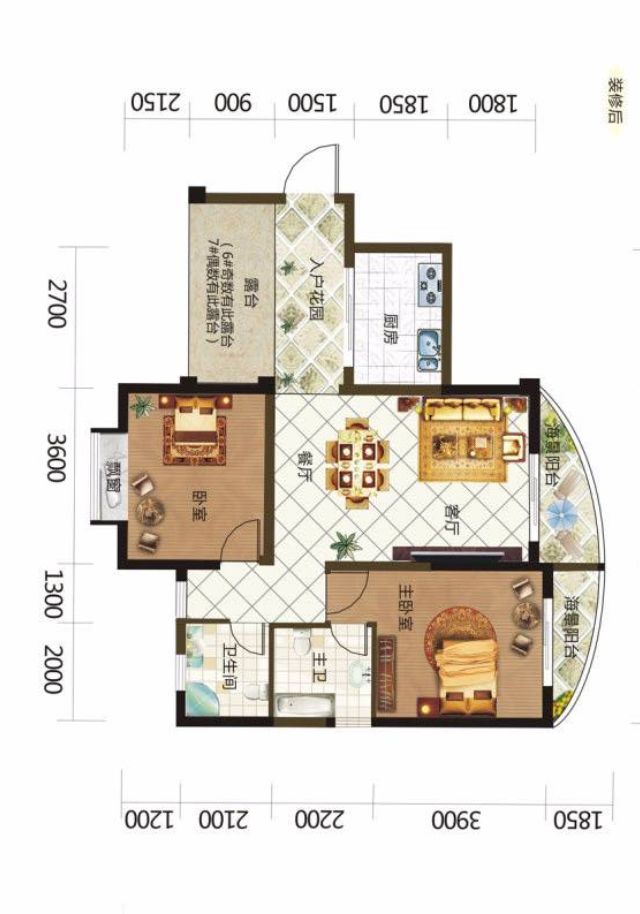 装修后
2150
900
1500
1850
1800
入户花园
露台
（6#奇数有此露台
7#偶数有此露台）
厨房
2700
3600
1300
2000
海景阳台
餐厅
客厅
卧室
飘窗
主卧室
海景阳台
卫生间
主卫
1200
2100
2200
3900
1850